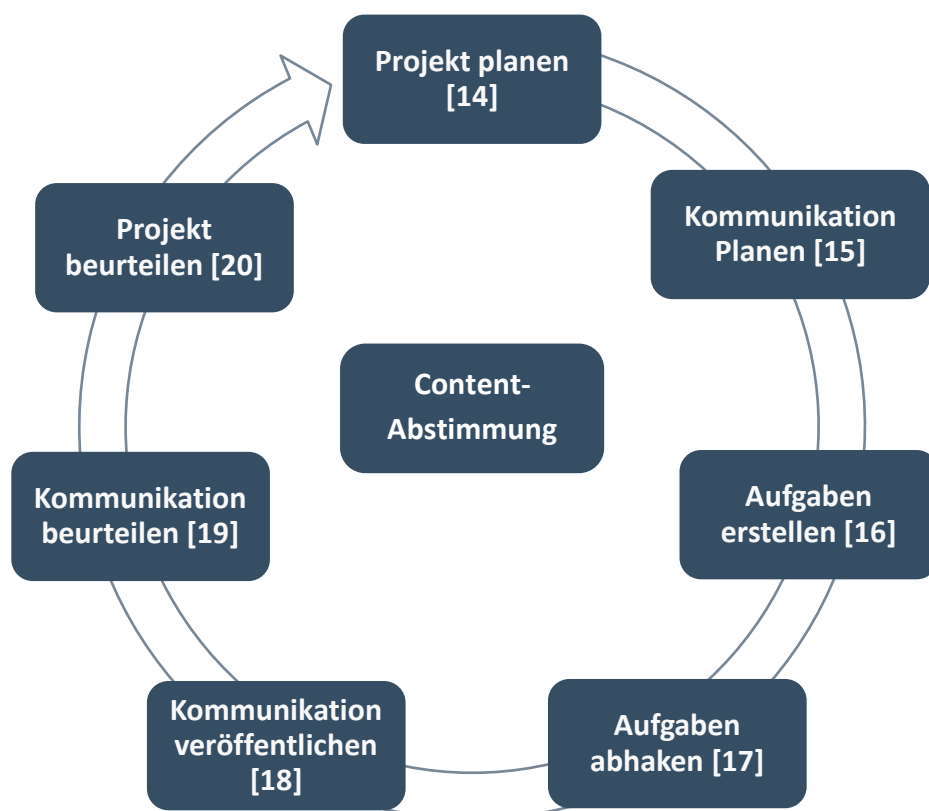 Projekt planen
[14]
Kommunikation
Planen [15]
Aufgaben
erstellen [16]
Aufgaben
abhaken [17]
Kommunikation
veröffentlichen
[18]
Kommunikation
beurteilen [19]
Projekt
beurteilen [20]
Content-
Abstimmung